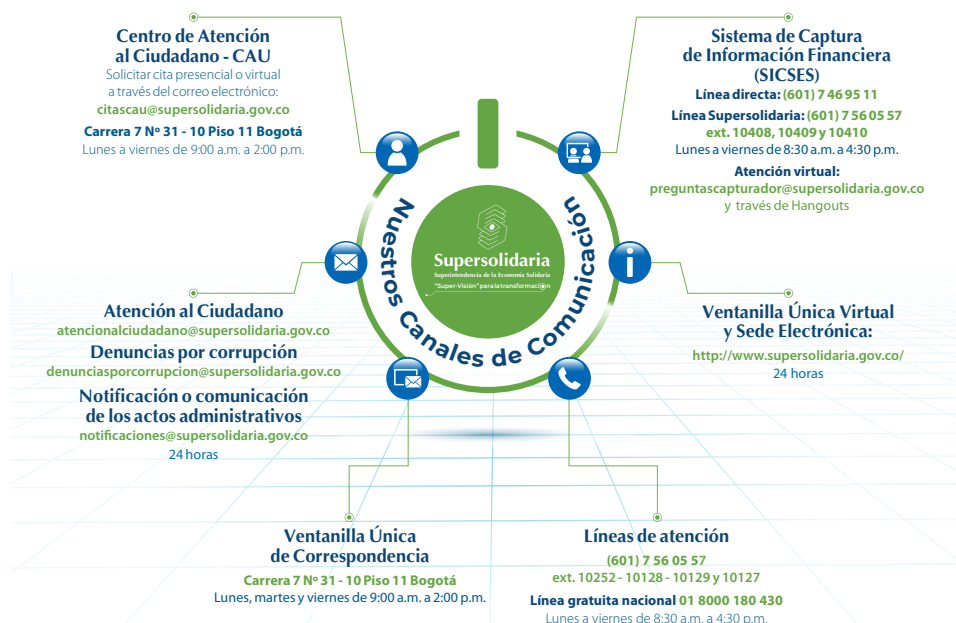 Centro de Atención
al Ciudadano - CAU
Solicitar cita presencial o virtual
a través del correo electrónico:
citascau@supersolidaria.gov.co
Carrera 7 Nº 31 - 10 Piso 11 Bogotá
Lunes a viernes de 9:00 a.m. a 2:00 p.m.
Sistema de Captura
de Información Financiera
(SICSES)
Línea directa: (601) 7 46 95 11
Línea Supersolidaria: (601) 7 56 05 57
ext. 10408, 10409 y 10410
Lunes a viernes de 8:30 a.m. a 4:30 p.m.
Atención virtual:
preguntascapturador@supersolidaria.gov.co
y través de Hangouts
Nuestros Canales de Comunicación
Supersolidaria
Superintendencia de la Economía Solidaria
"Super-Visión" para la transformación
Atención al Ciudadano
atencionalciudadano@supersolidaria.gov.co
Denuncias por corrupción
denunciasporcorrupcion@supersolidaria.gov.co
Notificación o comunicación
de los actos administrativos
notificaciones@supersolidaria.gov.co
24 horas
Ventanilla Única Virtual
y Sede Electrónica:
http://www.supersolidaria.gov.co/
24 horas
Ventanilla Única
de Correspondencia
Carrera 7 Nº 31 - 10 Piso 11 Bogotá
Lunes, martes y viernes de 9:00 a.m. a 2:00 p.m.
Líneas de atención
(601) 7 56 05 57
ext. 10252 - 10128 - 10129 y 10127
Línea gratuita nacional 01 8000 180 430
Lunes a viernes de 8:30 a.m. a 4:30 p.m.